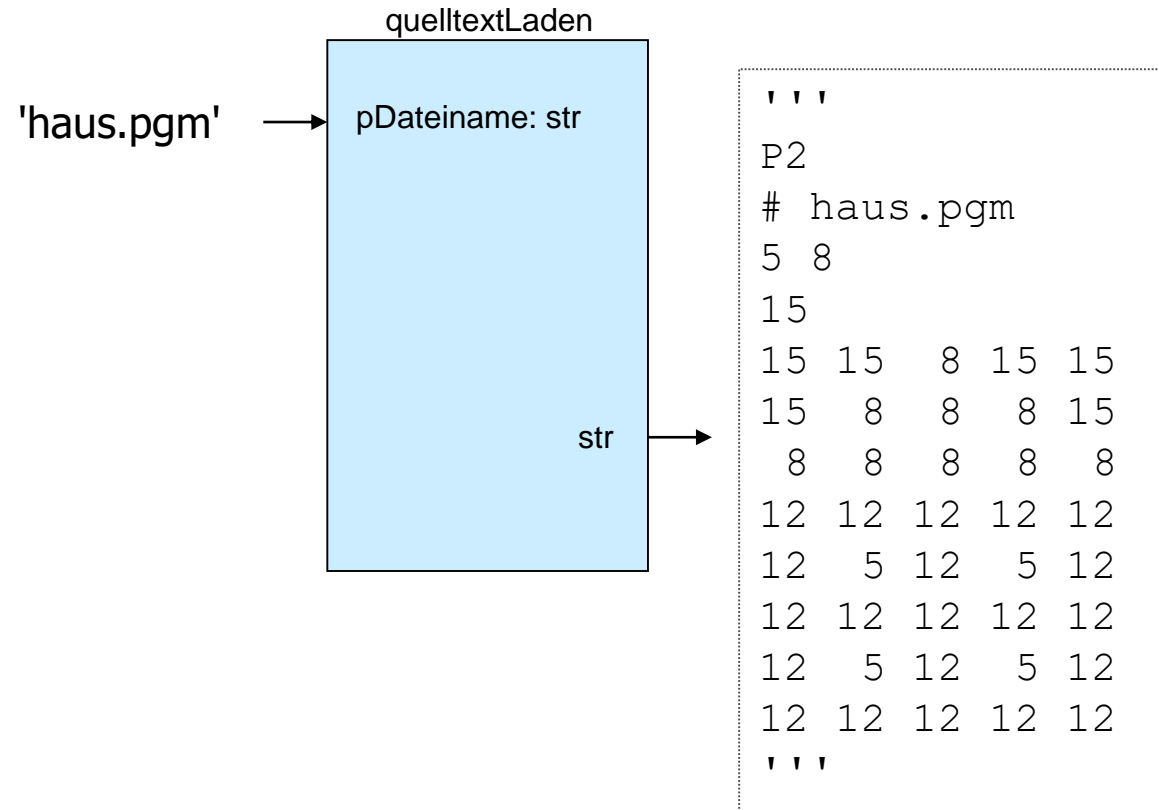 quelltextLaden
'haus.pgm'
pDateiname: str
str
'''
P2
# haus.pgm
5 8
15
15 15  8 15 15
15  8  8  8 15
 8  8  8  8  8
12 12 12 12 12
12  5 12  5 12
12 12 12 12 12
12  5 12  5 12
12 12 12 12 12
'''